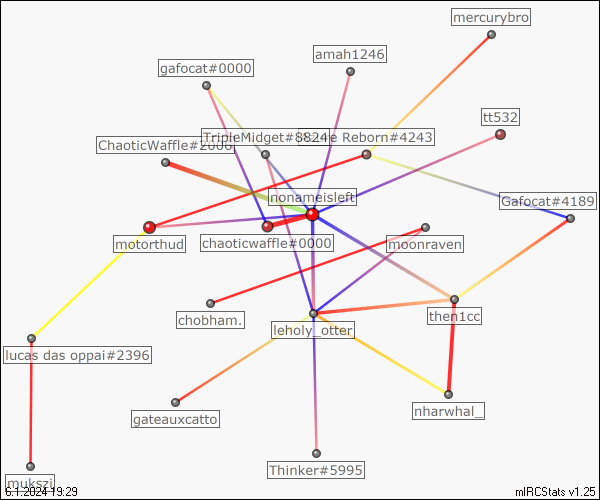 mercurybro
amah1246
gafocat#0000
tt532
TripleMidget#8824
Reborn#4243
ChaoticWaffle#2008
nonameisleft
Gafocat#4189
motorthud
chaoticwaffle#0000
moonraven
chobham.
then1cc
leholy_otter
lucas das oppai#2396
nharwhal_
gateauxcatto
Thinker#5995
mukszi
6.1.2024 19:29
mIRCStats v1.25